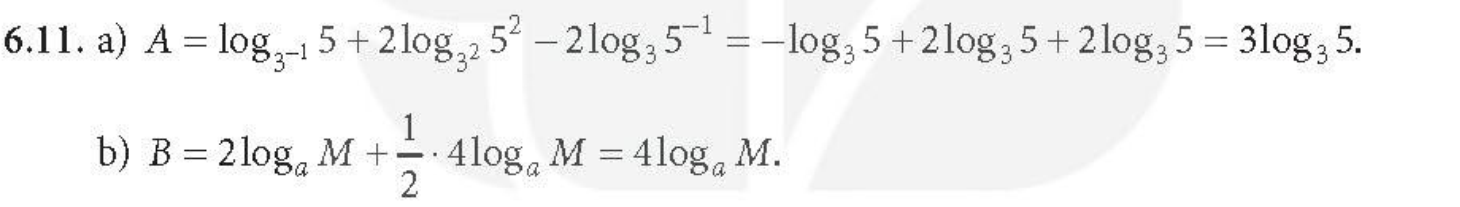 6.11. a) A = log_{3^{-1}} 5 + 2log_{3^2} 5^2 − 2log_3 5^{-1} = −log_3 5 + 2log_3 5 + 2log_3 5 = 3log_3 5.
b) B = 2log_a M + \frac{1}{2} · 4log_a M = 4log_a M.